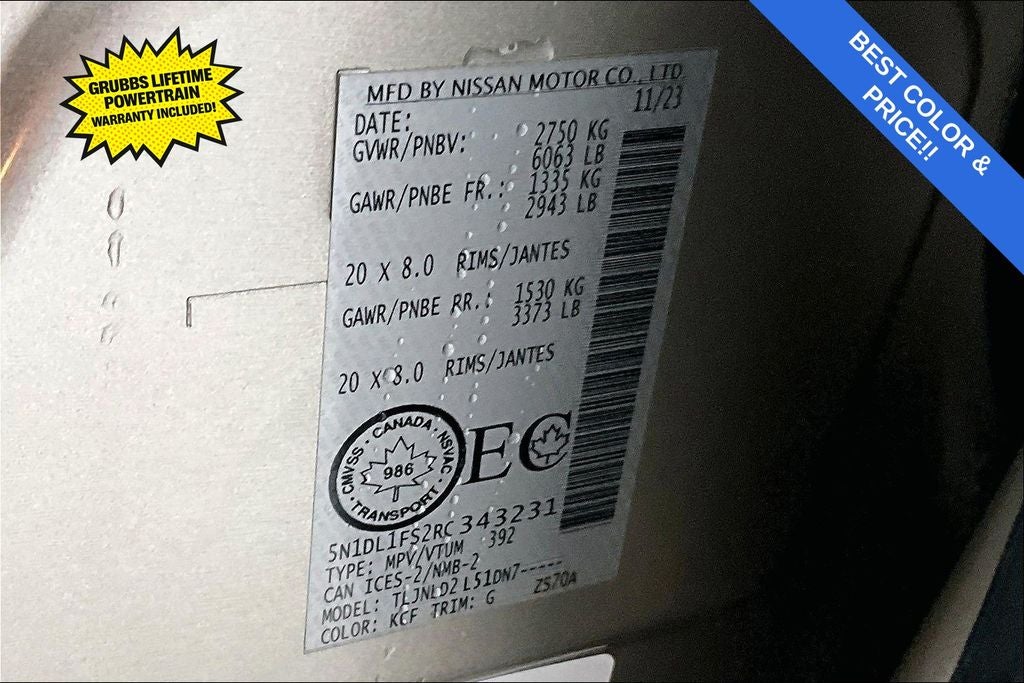 GRUBBS LIFETIME
POWERTRAIN
WARRANTY INCLUDED!
BEST COLOR &
PRICE!!
MFD BY NISSAN MOTOR CO., LTD.
DATE: 11/23
GVWR/PNBV: 2750 KG
6063 LB
GAWR/PNBE FR.: 1335 KG
2943 LB
20 X 8.0 RIMS/JANTES
GAWR/PNBE RR.: 1530 KG
3373 LB
20 X 8.0 RIMS/JANTES
CMVSS · CANADA · NSVAC
986
· TRANSPORT ·
EC
5N1DL1FS2RC343231
TYPE: MPV/VTUM 392
CAN ICES-2/NMB-2
MODEL: TLJNLD2 L51DN7-----
COLOR: KCF TRIM: G ZS70A